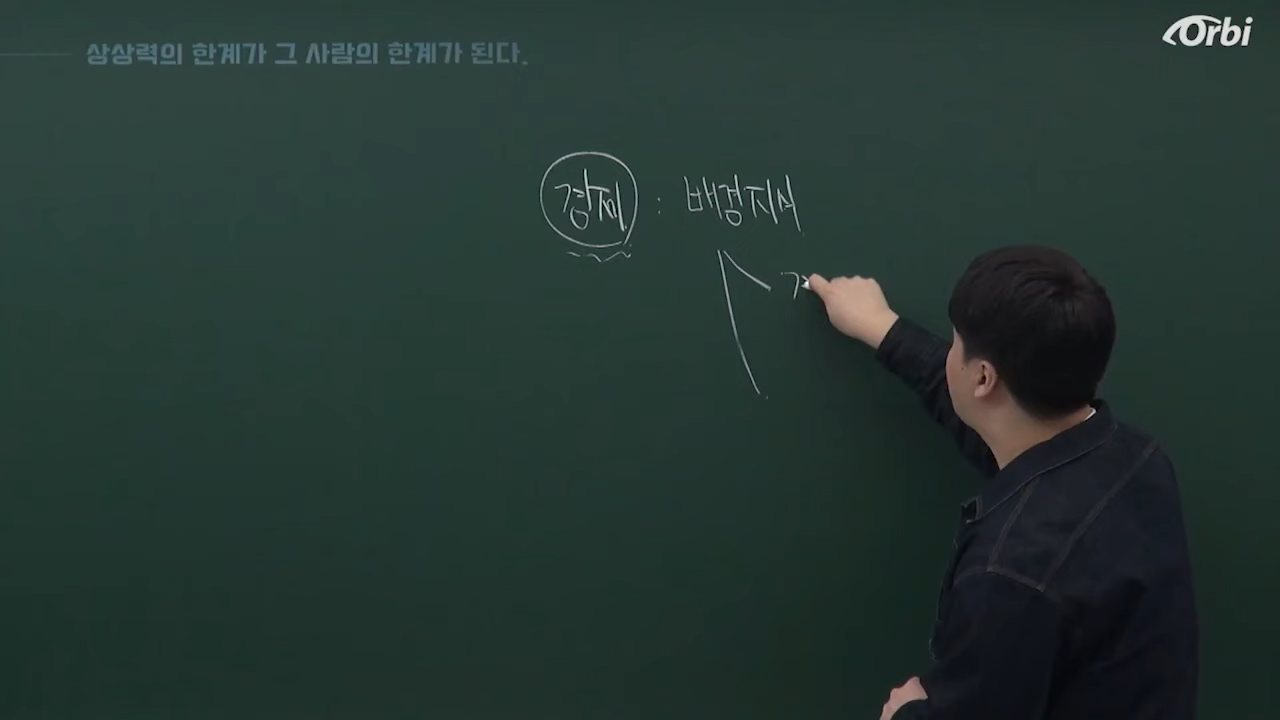 상상력의 한계가 그 사람의 한계가 된다.
Orbi
경제 : 배경지식